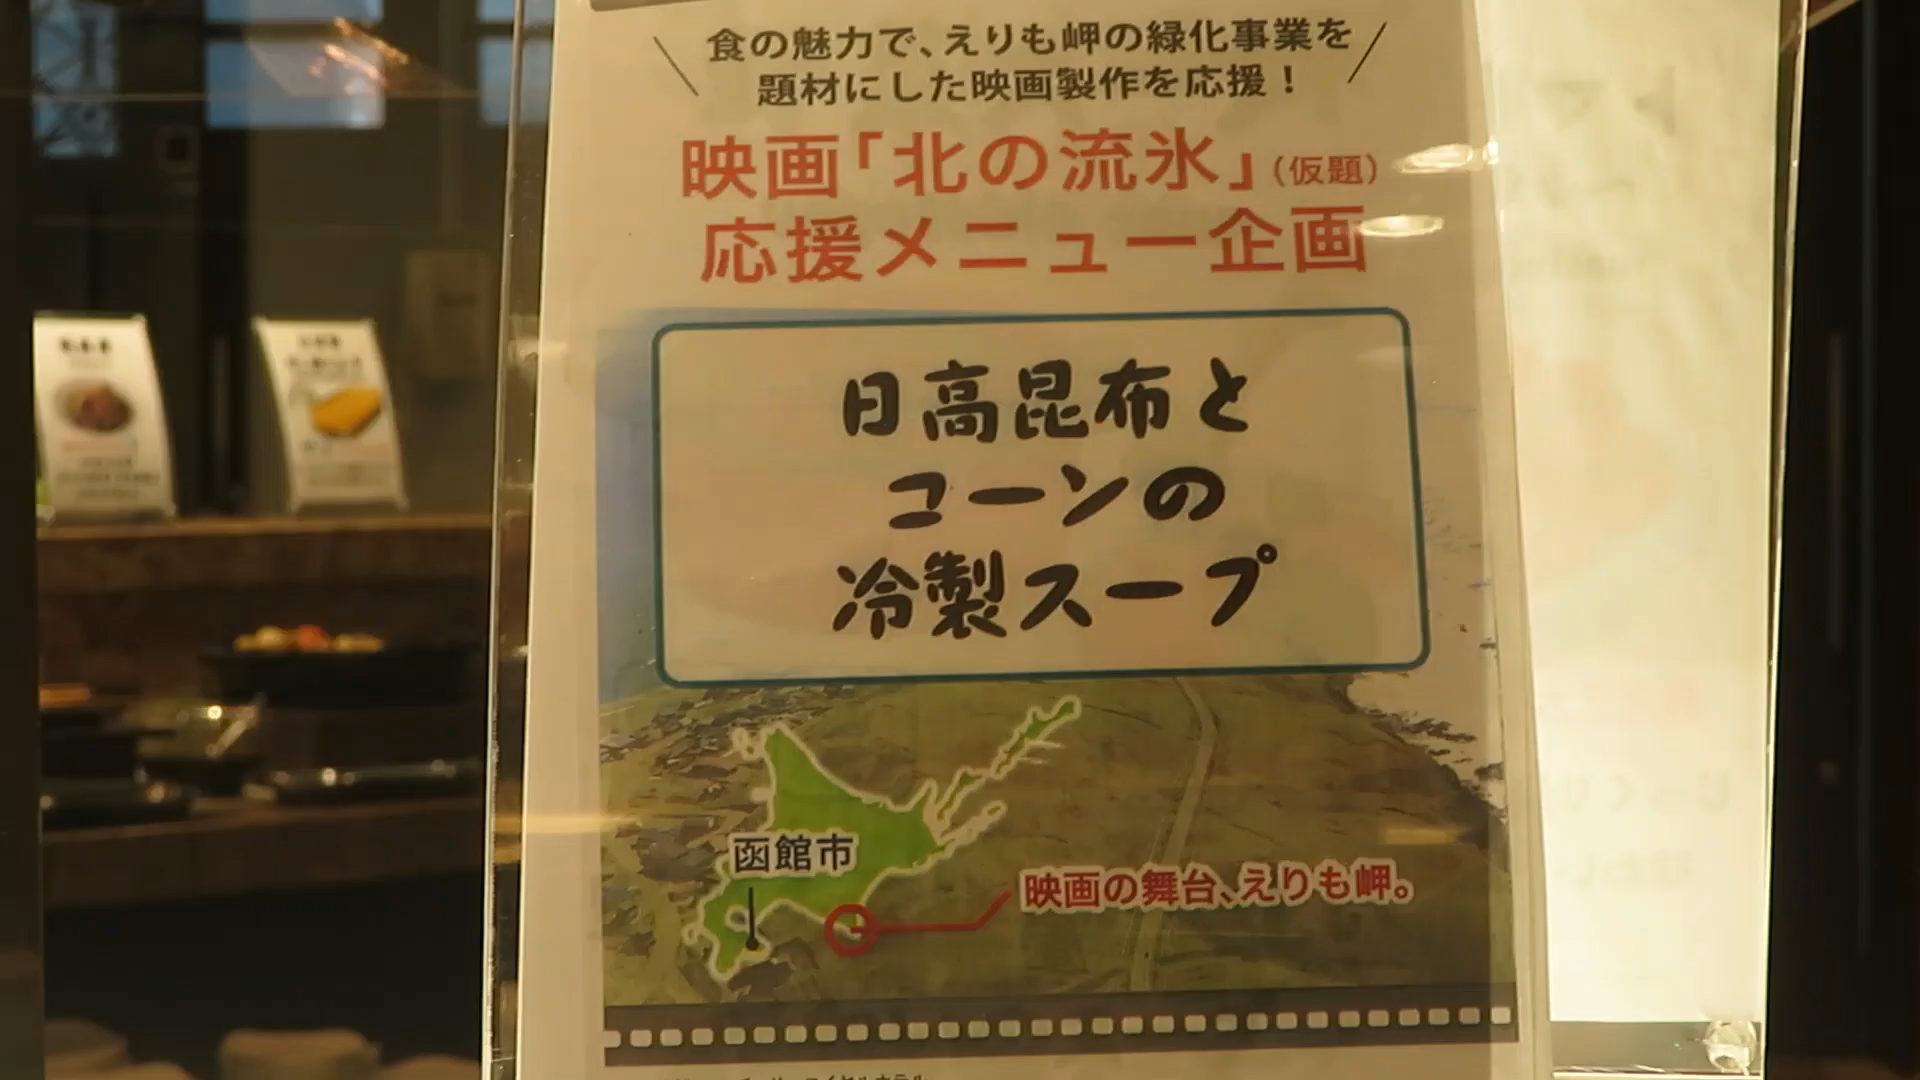 食の魅力で、えりも岬の緑化事業を
題材にした映画製作を応援!
映画「北の流氷」(仮題)
応援メニュー企画
日高昆布と
コーンの
冷製スープ
函館市
映画の舞台、えりも岬。